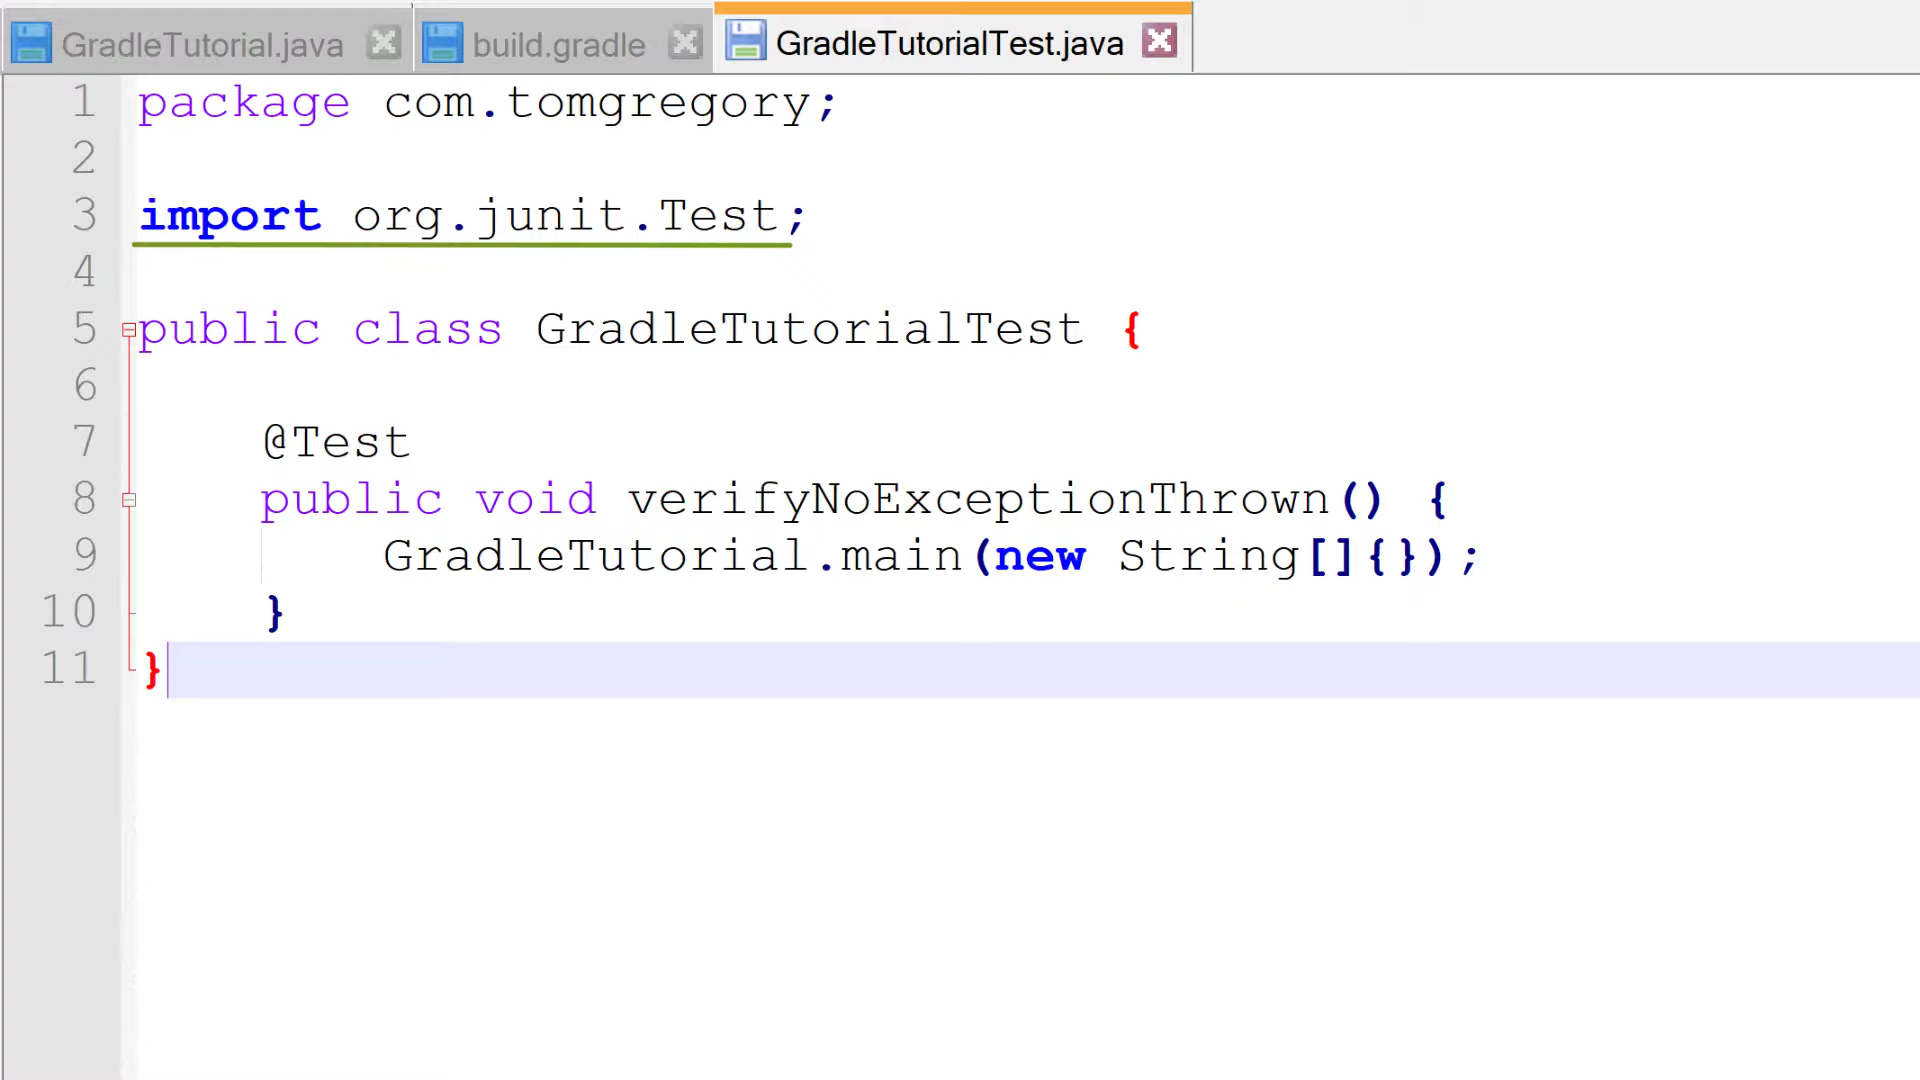 GradleTutorial.java build.gradle GradleTutorialTest.java
1 package com.tomgregory;
2
3 import org.junit.Test;
4
5 public class GradleTutorialTest {
6
7 @Test
8 public void verifyNoExceptionThrown() {
9 GradleTutorial.main(new String[]{});
10 }
11 }